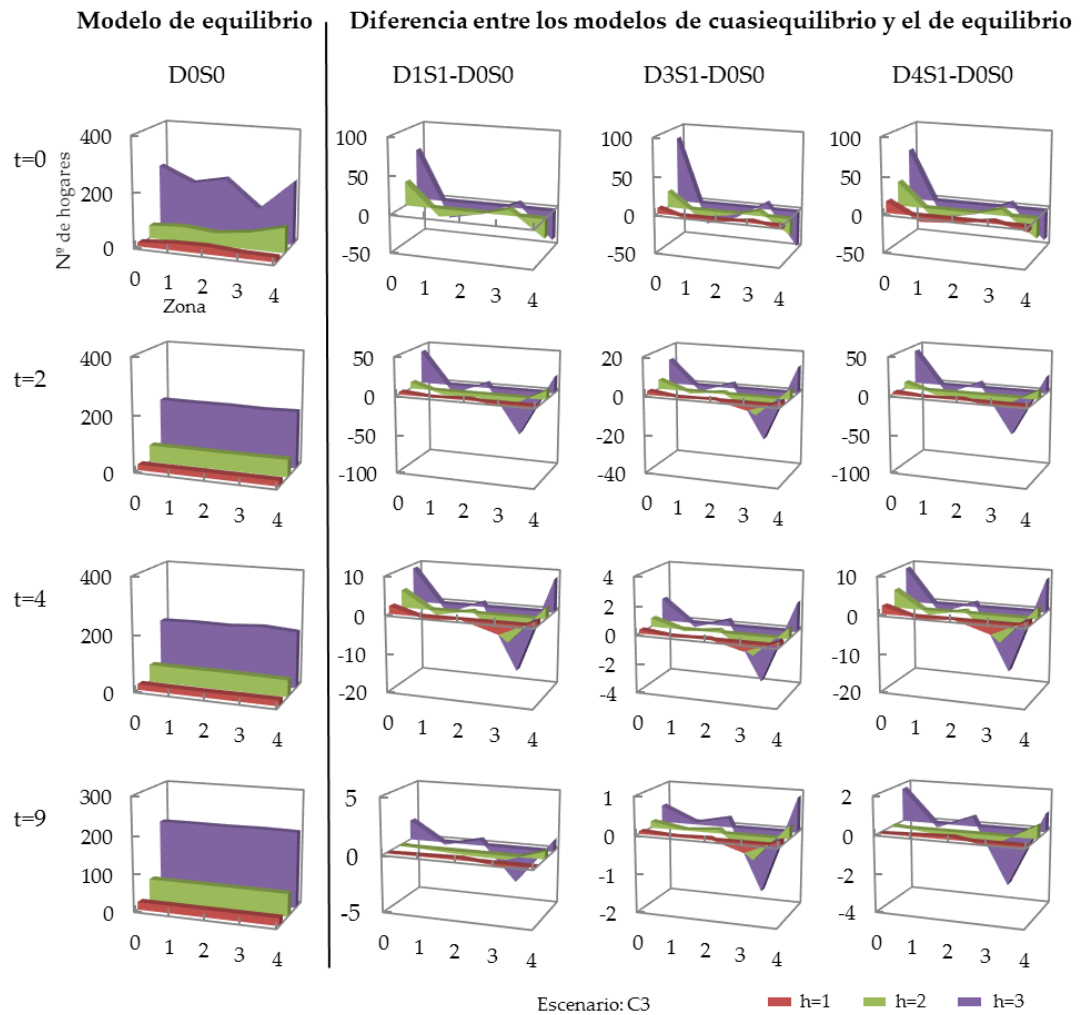 Modelo de equilibrio
Diferencia entre los modelos de cuasiequilibrio y el de equilibrio
D0S0
D1S1-D0S0
D3S1-D0S0
D4S1-D0S0
t=0
Nº de hogares
400
200
0
0 1 2 3 4
Zona
100
50
0
-50
0 1 2 3 4
100
50
0
-50
0 1 2 3 4
100
50
0
-50
0 1 2 3 4
t=2
400
200
0
0 1 2 3 4
50
0
-50
-100
0 1 2 3 4
20
0
-20
-40
0 1 2 3 4
50
0
-50
-100
0 1 2 3 4
t=4
400
200
0
0 1 2 3 4
10
0
-10
-20
0 1 2 3 4
4
2
0
-2
-4
0 1 2 3 4
10
0
-10
-20
0 1 2 3 4
t=9
300
200
100
0
0 1 2 3 4
5
0
-5
0 1 2 3 4
1
0
-1
-2
0 1 2 3 4
2
0
-2
-4
0 1 2 3 4
Escenario: C3
h=1 h=2 h=3